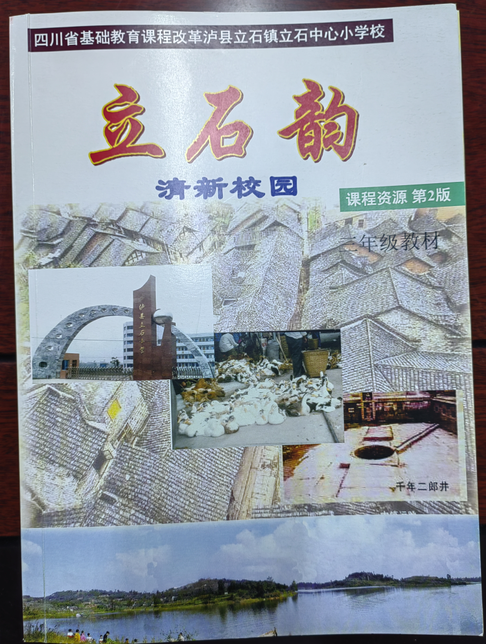 四川省基础教育课程改革泸县立石镇立石中心小学校
立石韵
清新校园
课程资源 第2版
三年级教材
千年二郎井